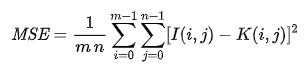 MSE = \frac{1}{m\,n} \sum_{i=0}^{m-1} \sum_{j=0}^{n-1} [I(i,j) - K(i,j)]^2